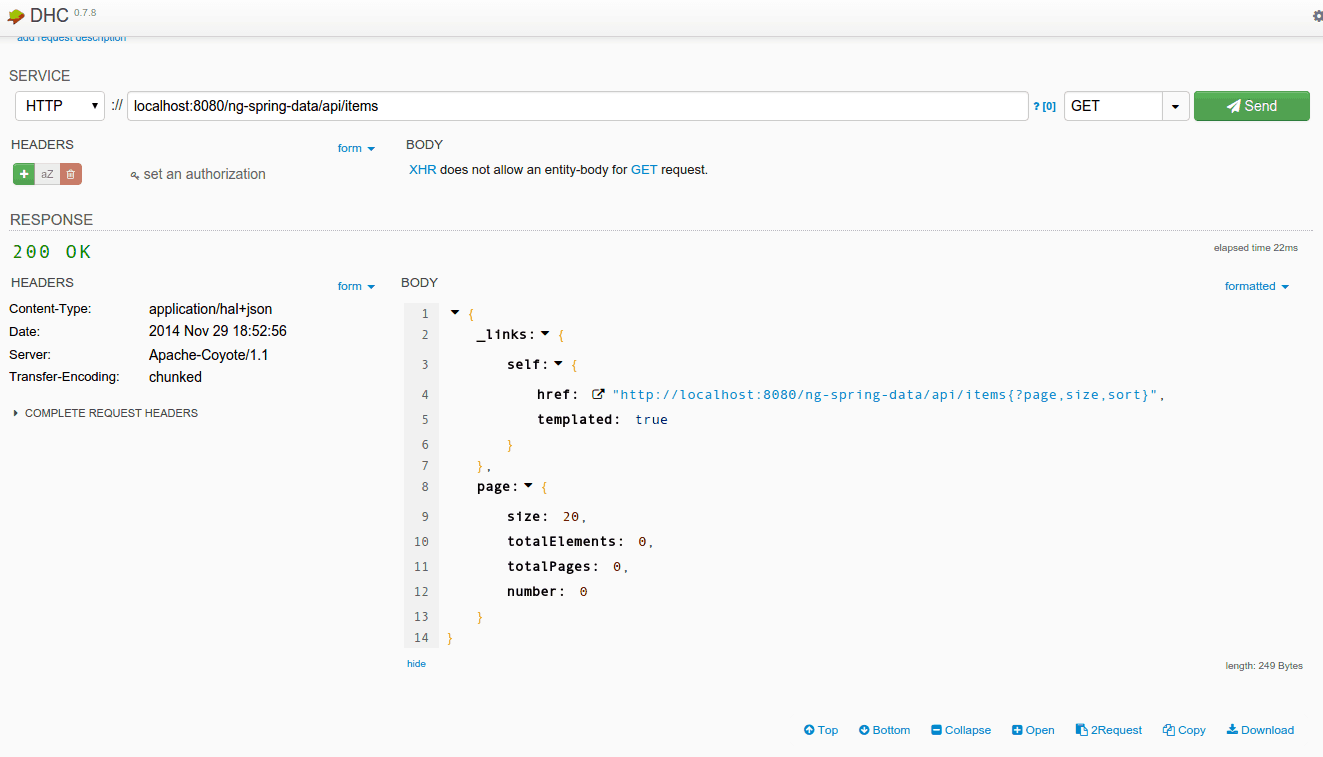 DHC 0.7.8
add request description
SERVICE
HTTP :// localhost:8080/ng-spring-data/api/items ? [0] GET Send
HEADERS form BODY
aZ set an authorization XHR does not allow an entity-body for GET request.
RESPONSE
200 OK elapsed time 22ms
HEADERS form BODY formatted
Content-Type: application/hal+json
Date: 2014 Nov 29 18:52:56
Server: Apache-Coyote/1.1
Transfer-Encoding: chunked
COMPLETE REQUEST HEADERS
1 {
2 _links: {
3 self: {
4 href: "http://localhost:8080/ng-spring-data/api/items{?page,size,sort}",
5 templated: true
6 }
7 },
8 page: {
9 size: 20,
10 totalElements: 0,
11 totalPages: 0,
12 number: 0
13 }
14 }
hide length: 249 Bytes
Top Bottom Collapse Open 2Request Copy Download